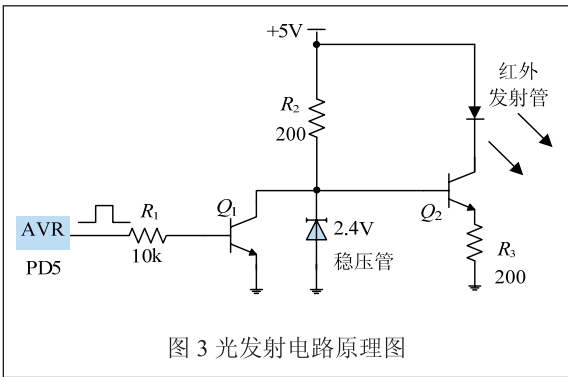 +5V
红外
发射管
R2
200
Q1
Q2
2.4V
稳压管
AVR
R1
10k
PD5
R3
200
图 3 光发射电路原理图